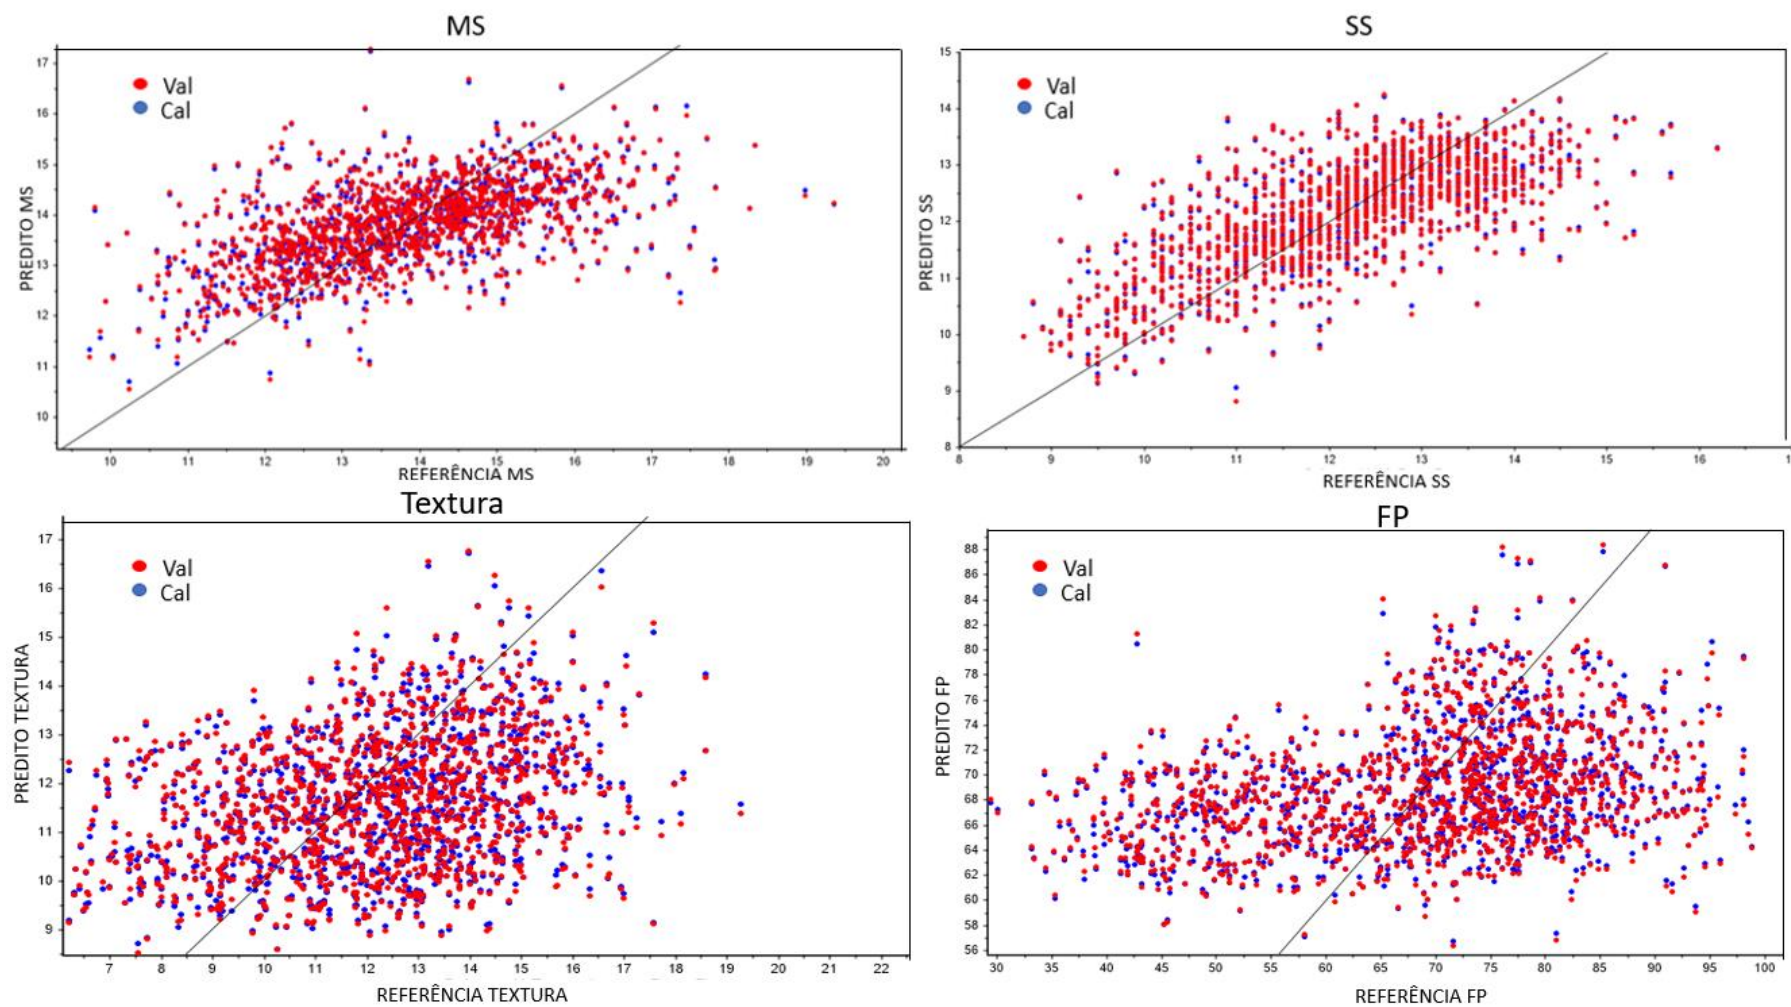 MS
Val
Cal
PREDITO MS
17
16
15
14
13
12
11
10
10 11 12 13 14 15 16 17 18 19 20
REFERÊNCIA MS
SS
Val
Cal
PREDITO SS
15
14
13
12
11
10
9
8
8 9 10 11 12 13 14 15 16
REFERÊNCIA SS
Textura
Val
Cal
PREDITO TEXTURA
17
16
15
14
13
12
11
10
9
7 8 9 10 11 12 13 14 15 16 17 18 19 20 21 22
REFERÊNCIA TEXTURA
FP
Val
Cal
PREDITO FP
88
86
84
82
80
78
76
74
72
70
68
66
64
62
60
58
56
30 35 40 45 50 55 60 65 70 75 80 85 90 95 100
REFERÊNCIA FP